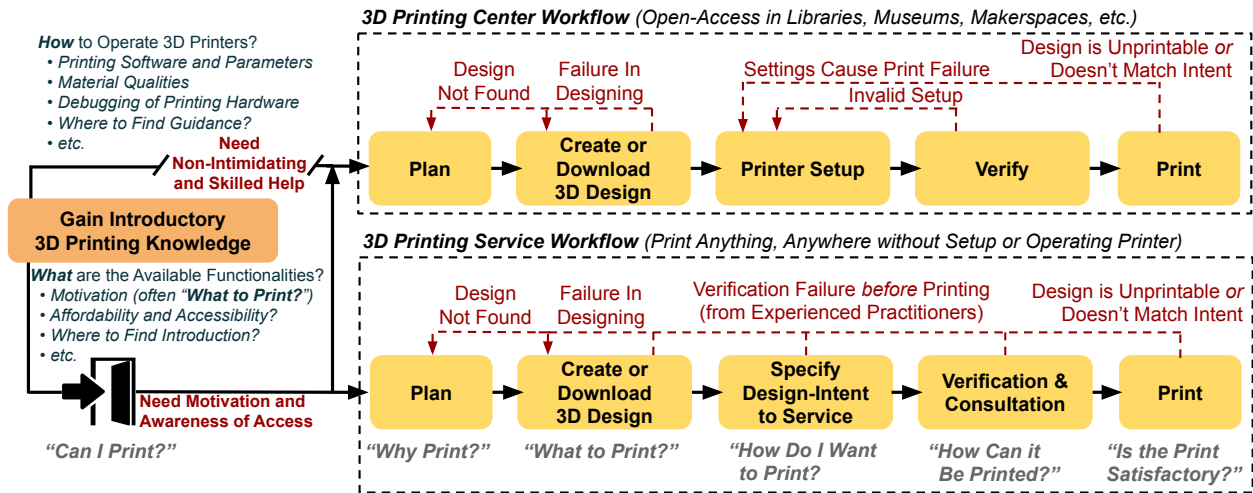 3D Printing Center Workflow (Open-Access in Libraries, Museums, Makerspaces, etc.)
How to Operate 3D Printers?
• Printing Software and Parameters
• Material Qualities
• Debugging of Printing Hardware
• Where to Find Guidance?
• etc.
Need
Non-Intimidating
and Skilled Help
Design
Not Found
Failure In
Designing
Settings Cause Print Failure
Invalid Setup
Design is Unprintable or
Doesn't Match Intent
Plan
Create or
Download
3D Design
Printer Setup
Verify
Print
Gain Introductory
3D Printing Knowledge
What are the Available Functionalities?
• Motivation (often “What to Print?”)
• Affordability and Accessibility?
• Where to Find Introduction?
• etc.
Need Motivation and
Awareness of Access
“Can I Print?”
3D Printing Service Workflow (Print Anything, Anywhere without Setup or Operating Printer)
Design
Not Found
Failure In
Designing
Verification Failure before Printing
(from Experienced Practitioners)
Design is Unprintable or
Doesn't Match Intent
Plan
Create or
Download
3D Design
Specify
Design-Intent
to Service
Verification &
Consultation
Print
“Why Print?”
“What to Print?”
“How Do I Want
to Print?
“How Can it
Be Printed?”
“Is the Print
Satisfactory?”